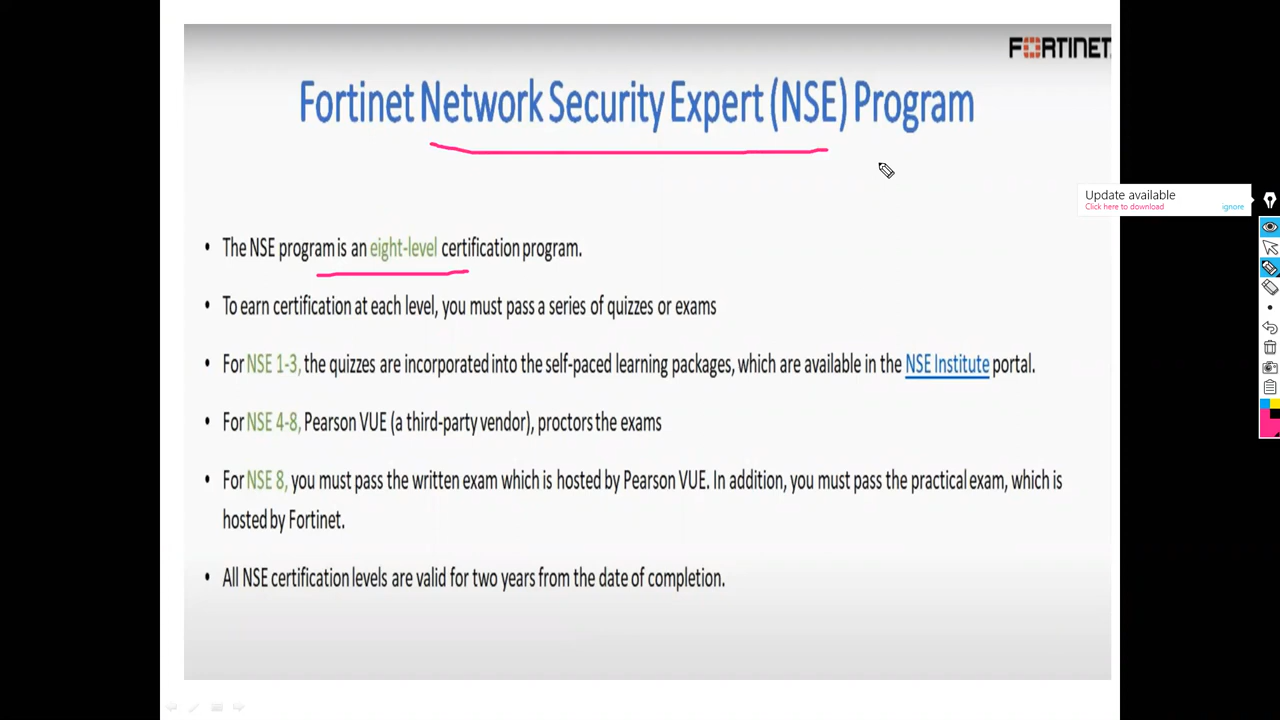 FORTINET
Fortinet Network Security Expert (NSE) Program
Update available
Click here to download ignore
• The NSE program is an eight-level certification program.
• To earn certification at each level, you must pass a series of quizzes or exams
• For NSE 1-3, the quizzes are incorporated into the self-paced learning packages, which are available in the NSE Institute portal.
• For NSE 4-8, Pearson VUE (a third-party vendor), proctors the exams
• For NSE 8, you must pass the written exam which is hosted by Pearson VUE. In addition, you must pass the practical exam, which is
hosted by Fortinet.
• All NSE certification levels are valid for two years from the date of completion.